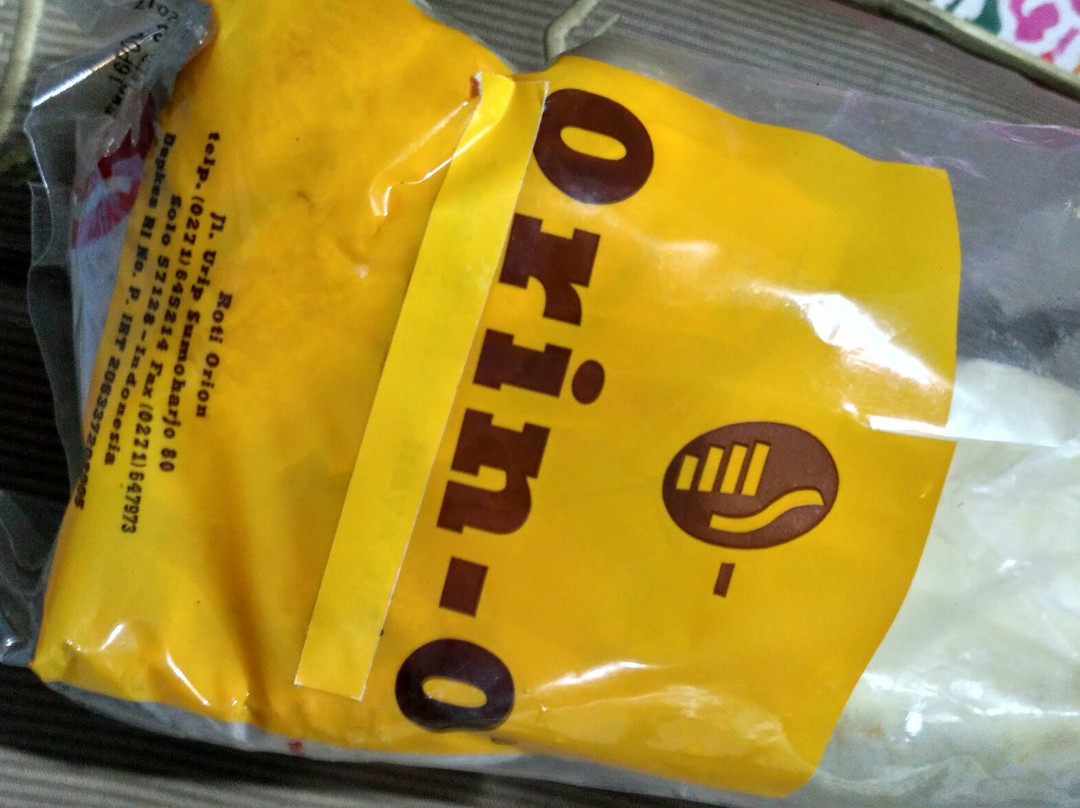 orin-o
Roti Orion
Jl. Urip Sumoharjo 80
telp. (0271)645214 Fax (0271)647973
Solo 57128-Indonesia
Depkes RI No. P. IRT
2017